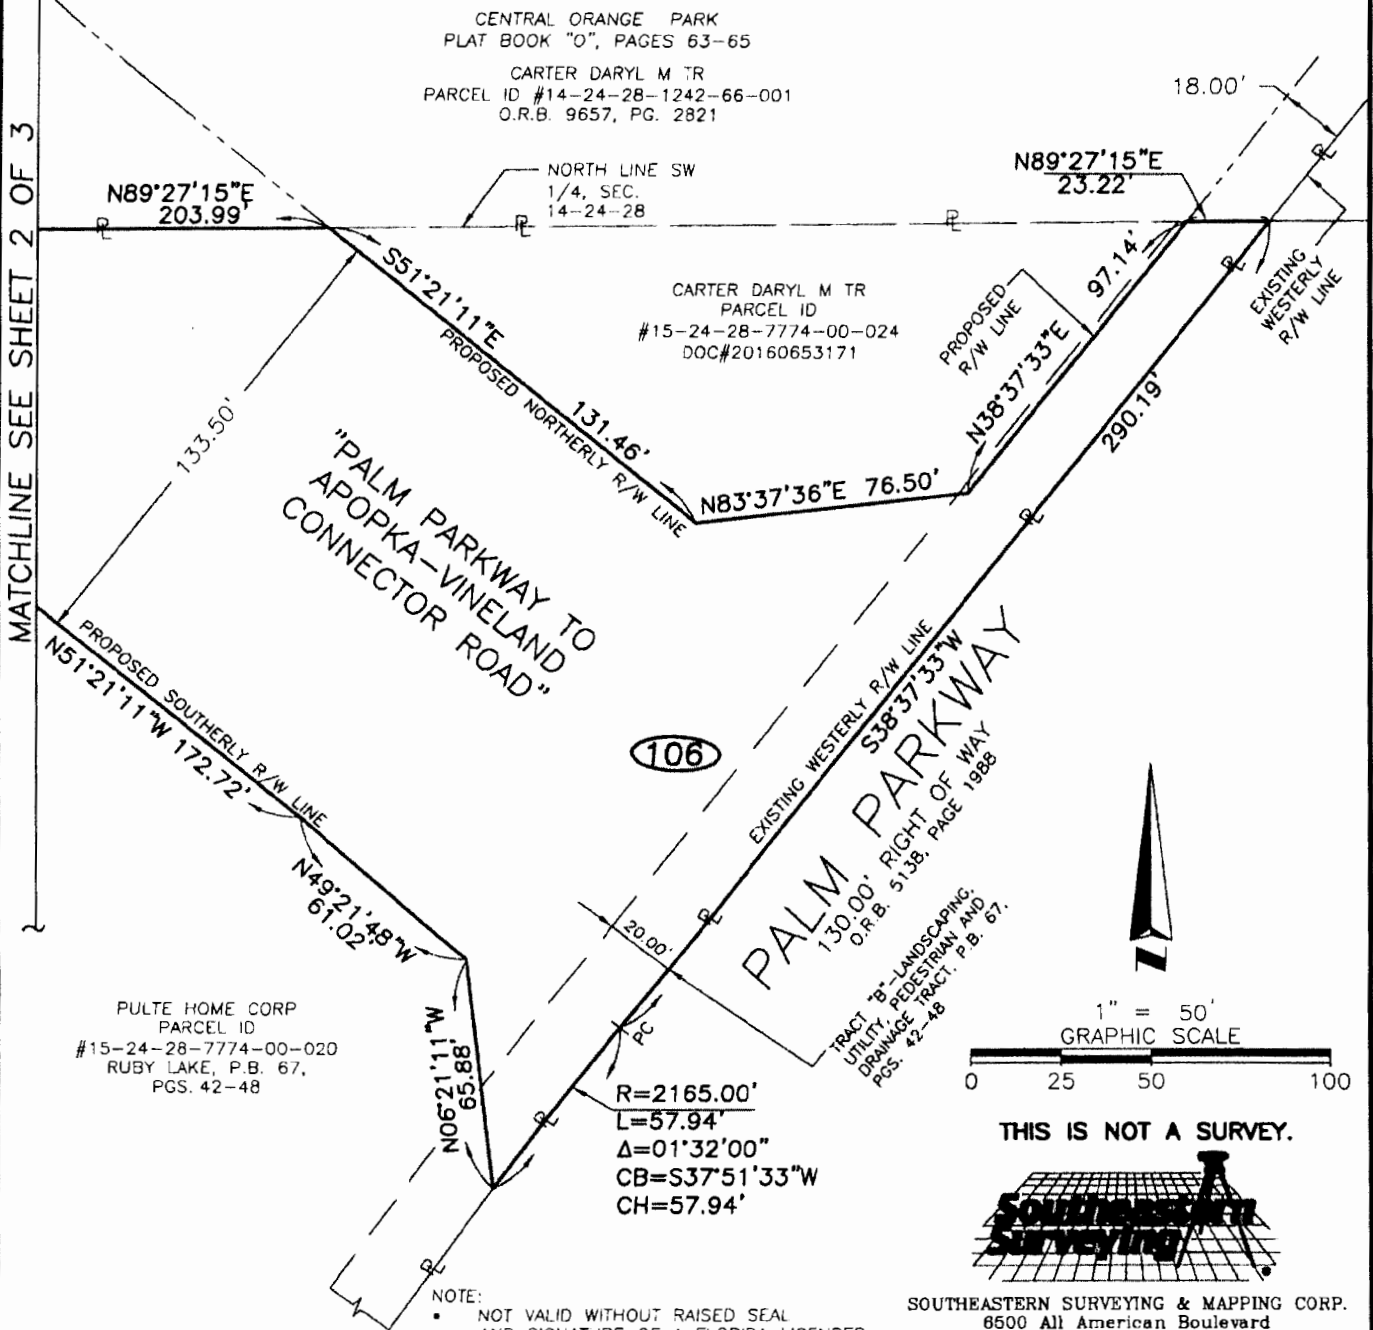 CENTRAL ORANGE PARK
PLAT BOOK "O", PAGES 63-65
CARTER DARYL M TR
PARCEL ID #14-24-28-1242-66-001
O.R.B. 9657, PG. 2821
18.00'
MATCHLINE SEE SHEET 2 OF 3
N89°27'15"E
203.99'
NORTH LINE SW
1/4, SEC.
14-24-28
N89°27'15"E
23.22'
S51°21'11"E
131.46'
PROPOSED NORTHERLY R/W LINE
CARTER DARYL M TR
PARCEL ID
#15-24-28-7774-00-024
DOC#20160653171
PROPOSED
R/W LINE
97.14'
N38°37'33"E
EXISTING
WESTERLY
R/W LINE
290.19'
133.50'
"PALM PARKWAY TO
APOPKA-VINELAND
CONNECTOR ROAD"
N83°37'36"E 76.50'
PROPOSED SOUTHERLY R/W LINE
N51°21'11"W 172.72'
106
EXISTING WESTERLY R/W LINE
S38°37'33"W
PALM PARKWAY
130.00' RIGHT OF WAY
O.R.B. 5138, PAGE 1988
N49°21'48"W
61.02'
20.00'
TRACT "B"-LANDSCAPING,
UTILITY, PEDESTRIAN AND
DRAINAGE TRACT, P.B. 67,
PGS. 42-48
PC
N06°21'11"W
65.88'
PULTE HOME CORP
PARCEL ID
#15-24-28-7774-00-020
RUBY LAKE, P.B. 67,
PGS. 42-48
R=2165.00'
L=57.94'
Δ=01°32'00"
CB=S37°51'33"W
CH=57.94'
N
1" = 50'
GRAPHIC SCALE
0 25 50 100
THIS IS NOT A SURVEY.
Southeastern
Surveying
SOUTHEASTERN SURVEYING & MAPPING CORP.
6500 All American Boulevard
NOTE:
• NOT VALID WITHOUT RAISED SEAL
AND SIGNATURE OF A FLORIDA LICENSED